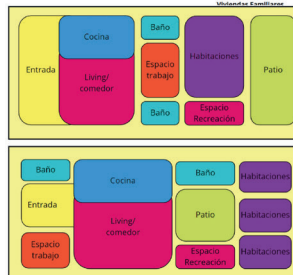 Viviendas Familiares
Baño
Cocina
Habitaciones
Entrada
Living/
comedor
Espacio
trabajo
Patio
Baño
Espacio
Recreación
Baño
Cocina
Baño
Habitaciones
Entrada
Living/
comedor
Patio
Habitaciones
Espacio
trabajo
Espacio
Recreación
Habitaciones